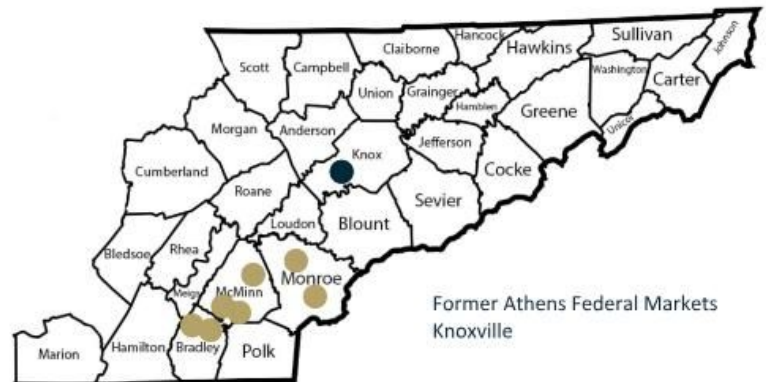 Hancock
Sullivan
Johnson
Claiborne
Hawkins
Scott
Campbell
Washington
Carter
Union
Grainger
Hamblen
Greene
Unicoi
Morgan
Anderson
Knox
Jefferson
Cocke
Cumberland
Roane
Sevier
Loudon
Blount
Bledsoe
Rhea
Monroe
Meigs
McMinn
Former Athens Federal Markets
Knoxville
Marion
Hamilton
Bradley
Polk